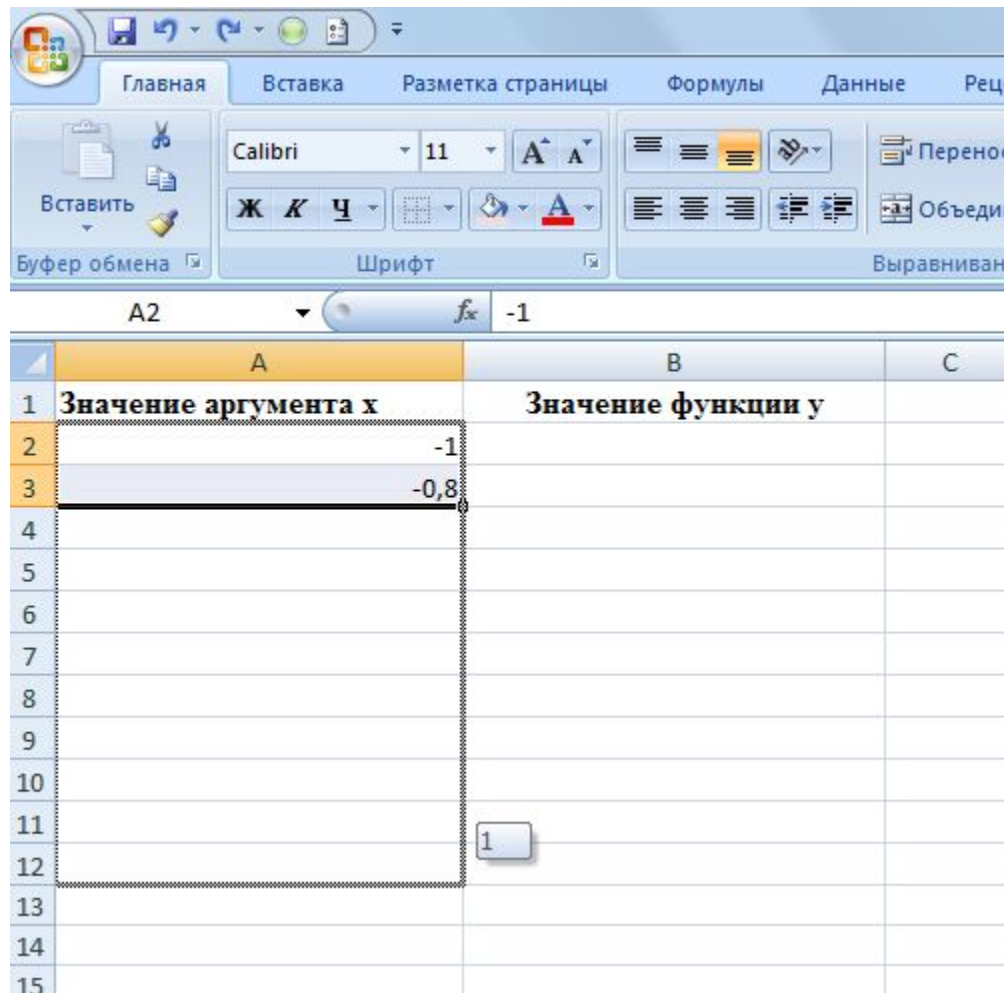 Главная Вставка Разметка страницы Формулы Данные Рец
Calibri 11 A A Перенос
Вставить Ж К Ч А Объеди
Буфер обмена Шрифт Выравниван
A2 fx -1
A B C
1 Значение аргумента x Значение функции y
2 -1
3 -0,8
4
5
6
7
8
9
10
11
1
12
13
14
15